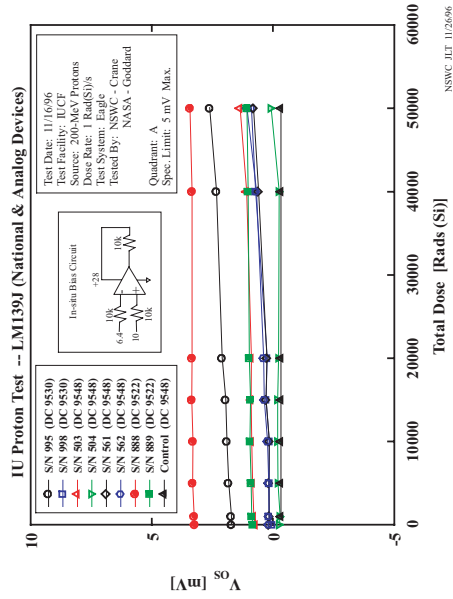 IU Proton Test -- LM139J (National & Analog Devices)
S/N 995 (DC 9530)
S/N 998 (DC 9530)
S/N 503 (DC 9548)
S/N 504 (DC 9548)
S/N 561 (DC 9548)
S/N 562 (DC 9548)
S/N 888 (DC 9522)
S/N 889 (DC 9522)
Control (DC 9548)
In-situ Bias Circuit
+28
10k
10k
6.4
10
10k
-
+
Test Date: 11/16/96
Test Facility: IUCF
Source: 200-MeV Protons
Dose Rate: 1 Rad(Si)/s
Test System: Eagle
Tested By: NSWC - Crane
NASA - Goddard
Quadrant: A
Spec. Limit: 5 mV Max.
10
5
0
-5
VOS [mV]
0
10000
20000
30000
40000
50000
60000
Total Dose [Rads (Si)]
NSWC JLT 11/26/96